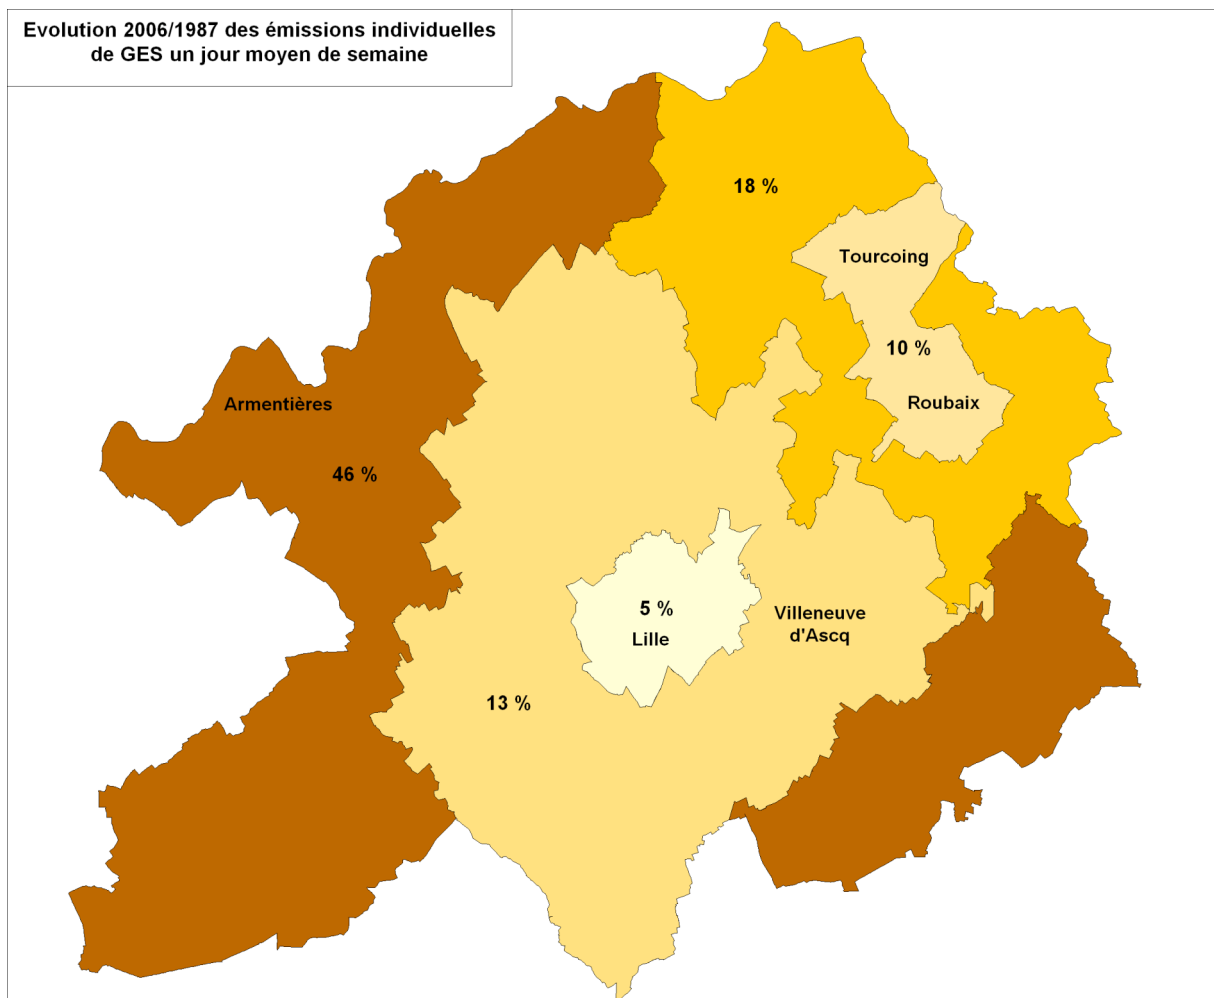 Evolution 2006/1987 des émissions individuelles
de GES un jour moyen de semaine
18 %
Tourcoing
10 %
Roubaix
Armentières
46 %
5 %
Lille
Villeneuve
d'Ascq
13 %